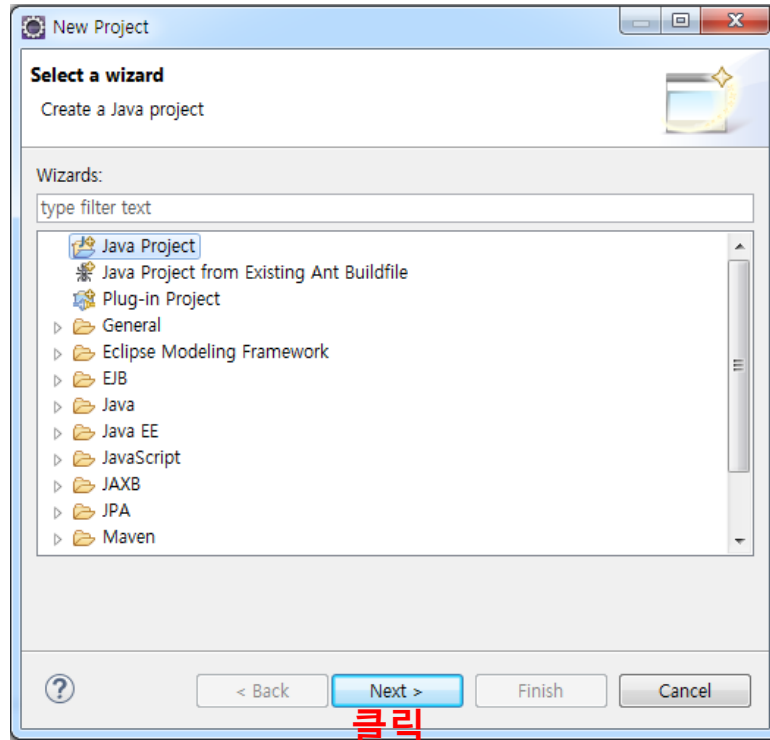 New Project
Select a wizard
Create a Java project
Wizards:
type filter text
Java Project
Java Project from Existing Ant Buildfile
Plug-in Project
General
Eclipse Modeling Framework
EJB
Java
Java EE
JavaScript
JAXB
JPA
Maven
< Back Next > Finish Cancel
클릭